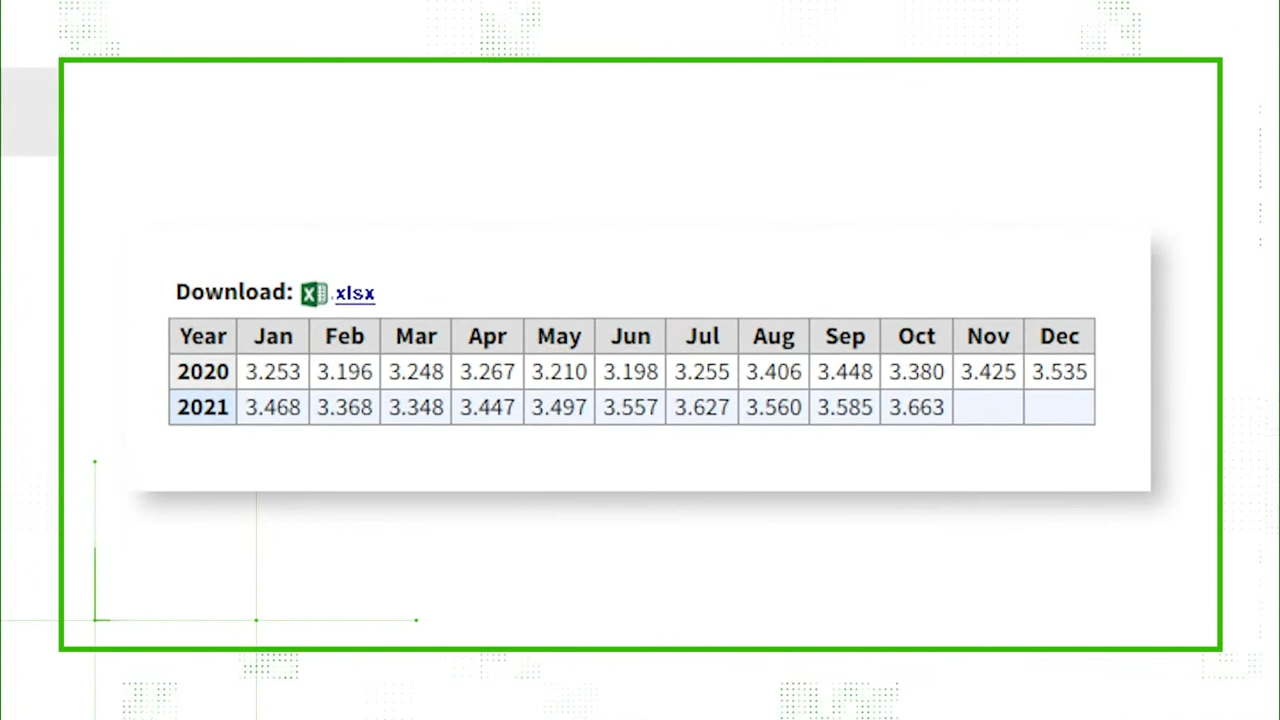 Download: .xlsx
Year Jan Feb Mar Apr May Jun Jul Aug Sep Oct Nov Dec
2020 3.253 3.196 3.248 3.267 3.210 3.198 3.255 3.406 3.448 3.380 3.425 3.535
2021 3.468 3.368 3.348 3.447 3.497 3.557 3.627 3.560 3.585 3.663